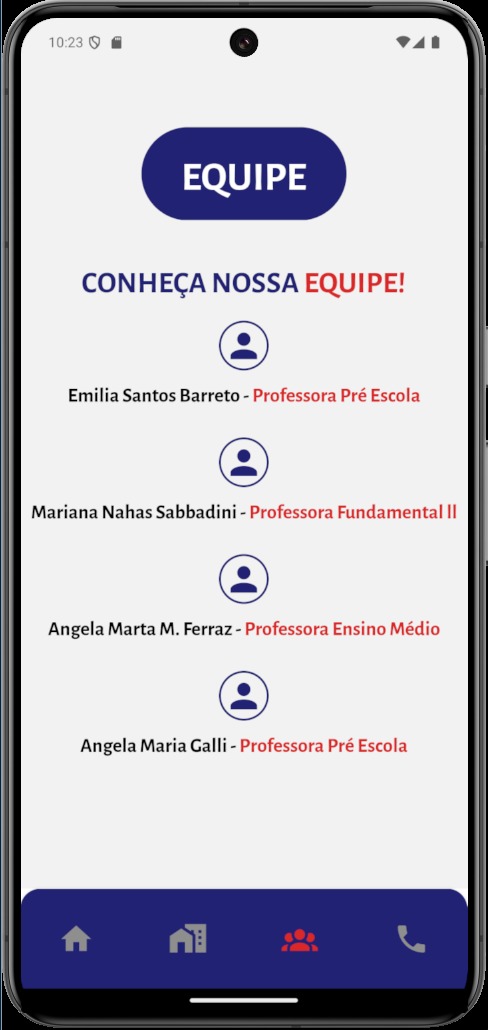 10:23
EQUIPE
CONHEÇA NOSSA EQUIPE!
Emilia Santos Barreto - Professora Pré Escola
Mariana Nahas Sabbadini - Professora Fundamental ll
Angela Marta M. Ferraz - Professora Ensino Médio
Angela Maria Galli - Professora Pré Escola